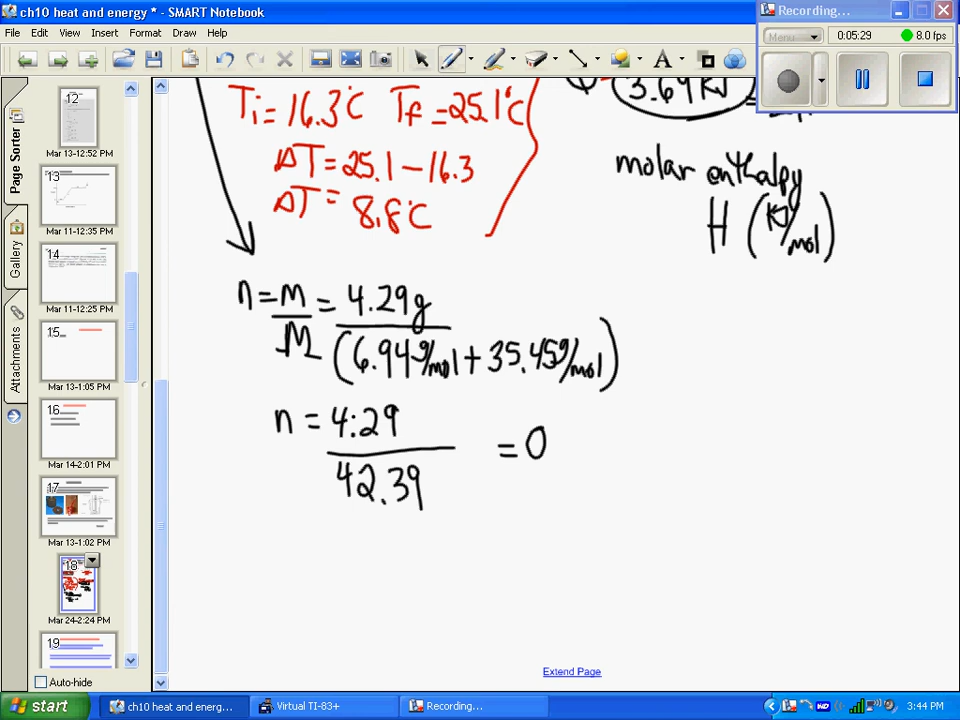 ch10 heat and energy * - SMART Notebook
Recording...
File Edit View Insert Format Draw Help
Menu
0:05:29
8.0 fps
Page Sorter
Gallery
Attachments
12
Mar 13-12:52 PM
13
Mar 11-12:35 PM
14
Mar 11-12:25 PM
15
Mar 13-1:05 PM
16
Mar 14-2:01 PM
17
Mar 13-1:02 PM
18
Mar 24-2:24 PM
19
Auto-hide
Ti = 16.3°C Tf = 25.1°C
3.69 KJ
ΔT = 25.1 - 16.3
ΔT = 8.8°C
molar enthalpy
H (KJ/mol)
n = m/M = 4.29g
(6.94g/mol + 35.45g/mol)
n = 4.29 = 0
42.39
Extend Page
start
ch10 heat and energ...
Virtual TI-83+
Recording...
3:44 PM